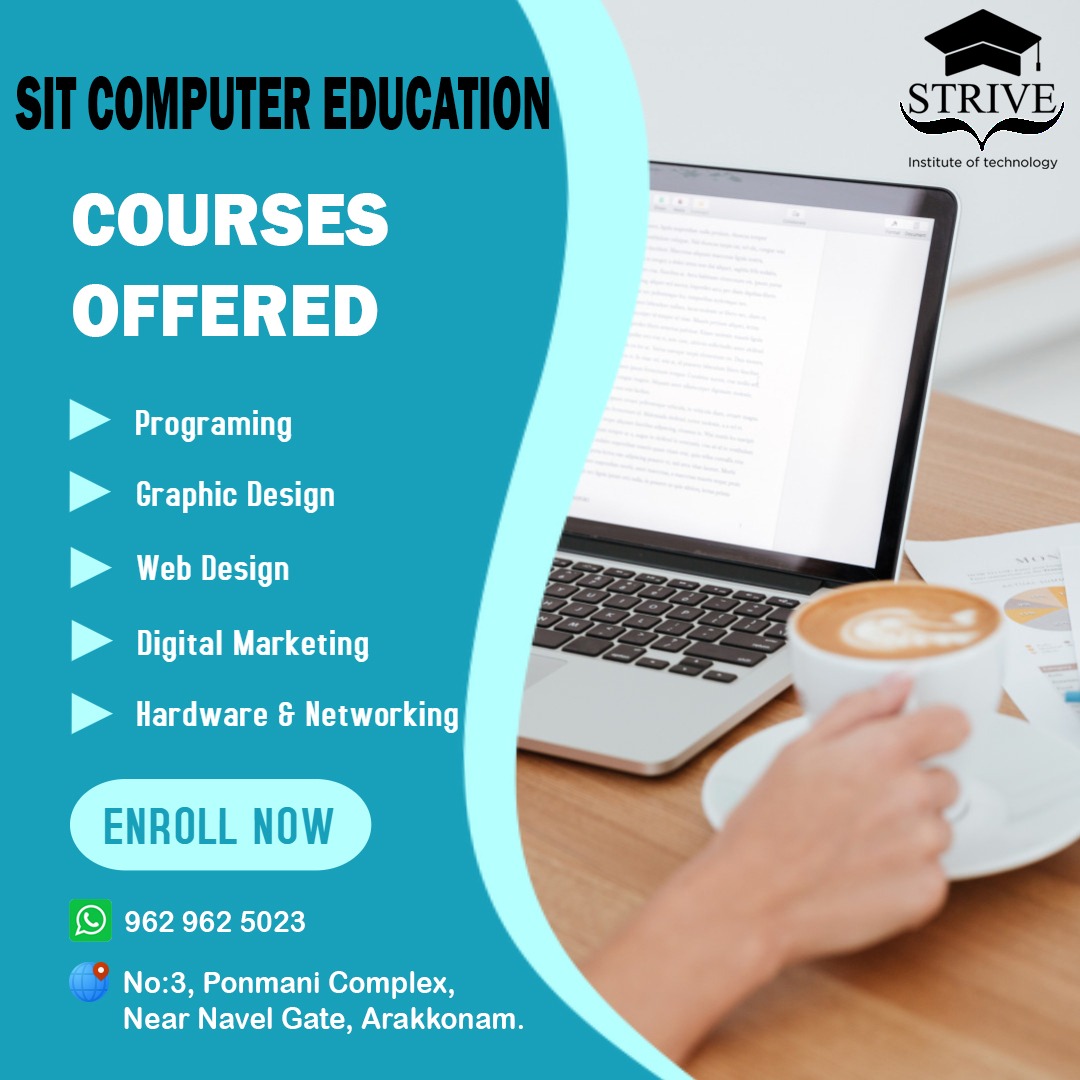 SIT COMPUTER EDUCATION
STRIVE
Institute of technology
COURSES
OFFERED
Programing
Graphic Design
Web Design
Digital Marketing
Hardware & Networking
ENROLL NOW
962 962 5023
No:3, Ponmani Complex,
Near Navel Gate, Arakkonam.